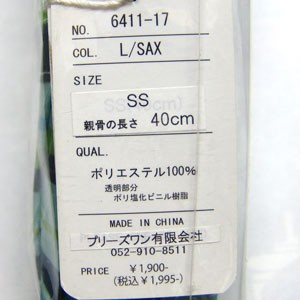 NO. 6411-17
COL. L/SAX
SIZE
SS
親骨の長さ 40cm
QUAL.
ポリエステル100%
透明部分
ポリ塩化ビニル樹脂
MADE IN CHINA
ブリーズワン有限会社
052-910-8511
PRICE ¥1,900-
(税込¥1,995-)